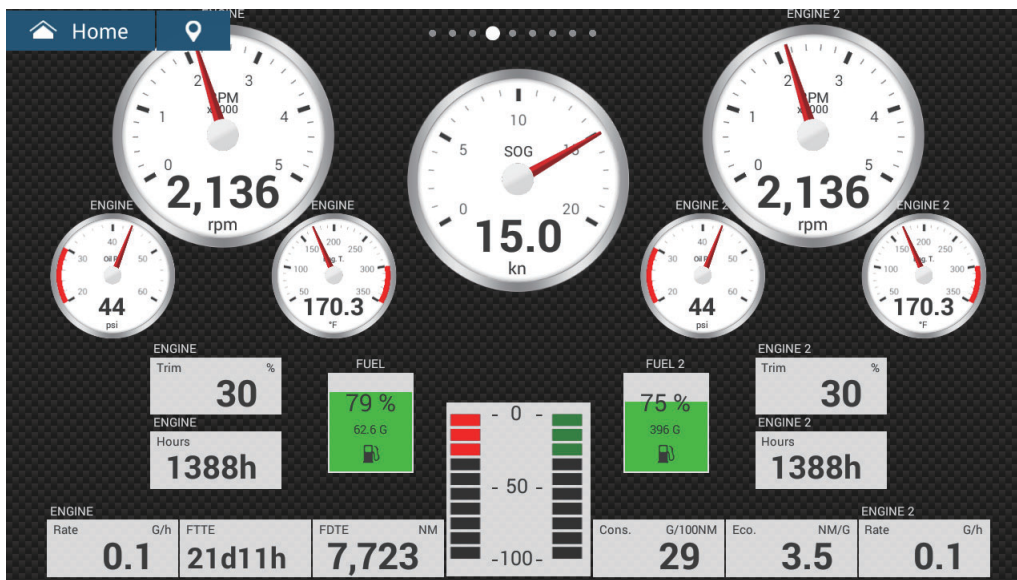 Home
ENGINE 2
2
3
RPM
x1000
1
4
0
5
2,136
rpm
10
5
SOG
15
0
20
15.0
kn
2
3
RPM
x1000
1
4
0
5
2,136
rpm
ENGINE
40
30
50
20
60
44
psi
ENGINE
150
200
250
100
300
50
350
170.3
°F
ENGINE 2
40
30
50
20
60
44
psi
ENGINE 2
150
200
250
100
300
50
350
170.3
°F
ENGINE
Trim %
30
ENGINE
Hours
1388h
FUEL
79 %
62.6 G
- 0 -
- 50 -
-100-
FUEL 2
75 %
396 G
ENGINE 2
Trim %
30
ENGINE 2
Hours
1388h
ENGINE
Rate G/h
0.1
FTTE
21d11h
FDTE NM
7,723
Cons. G/100NM
29
Eco. NM/G
3.5
ENGINE 2
Rate G/h
0.1